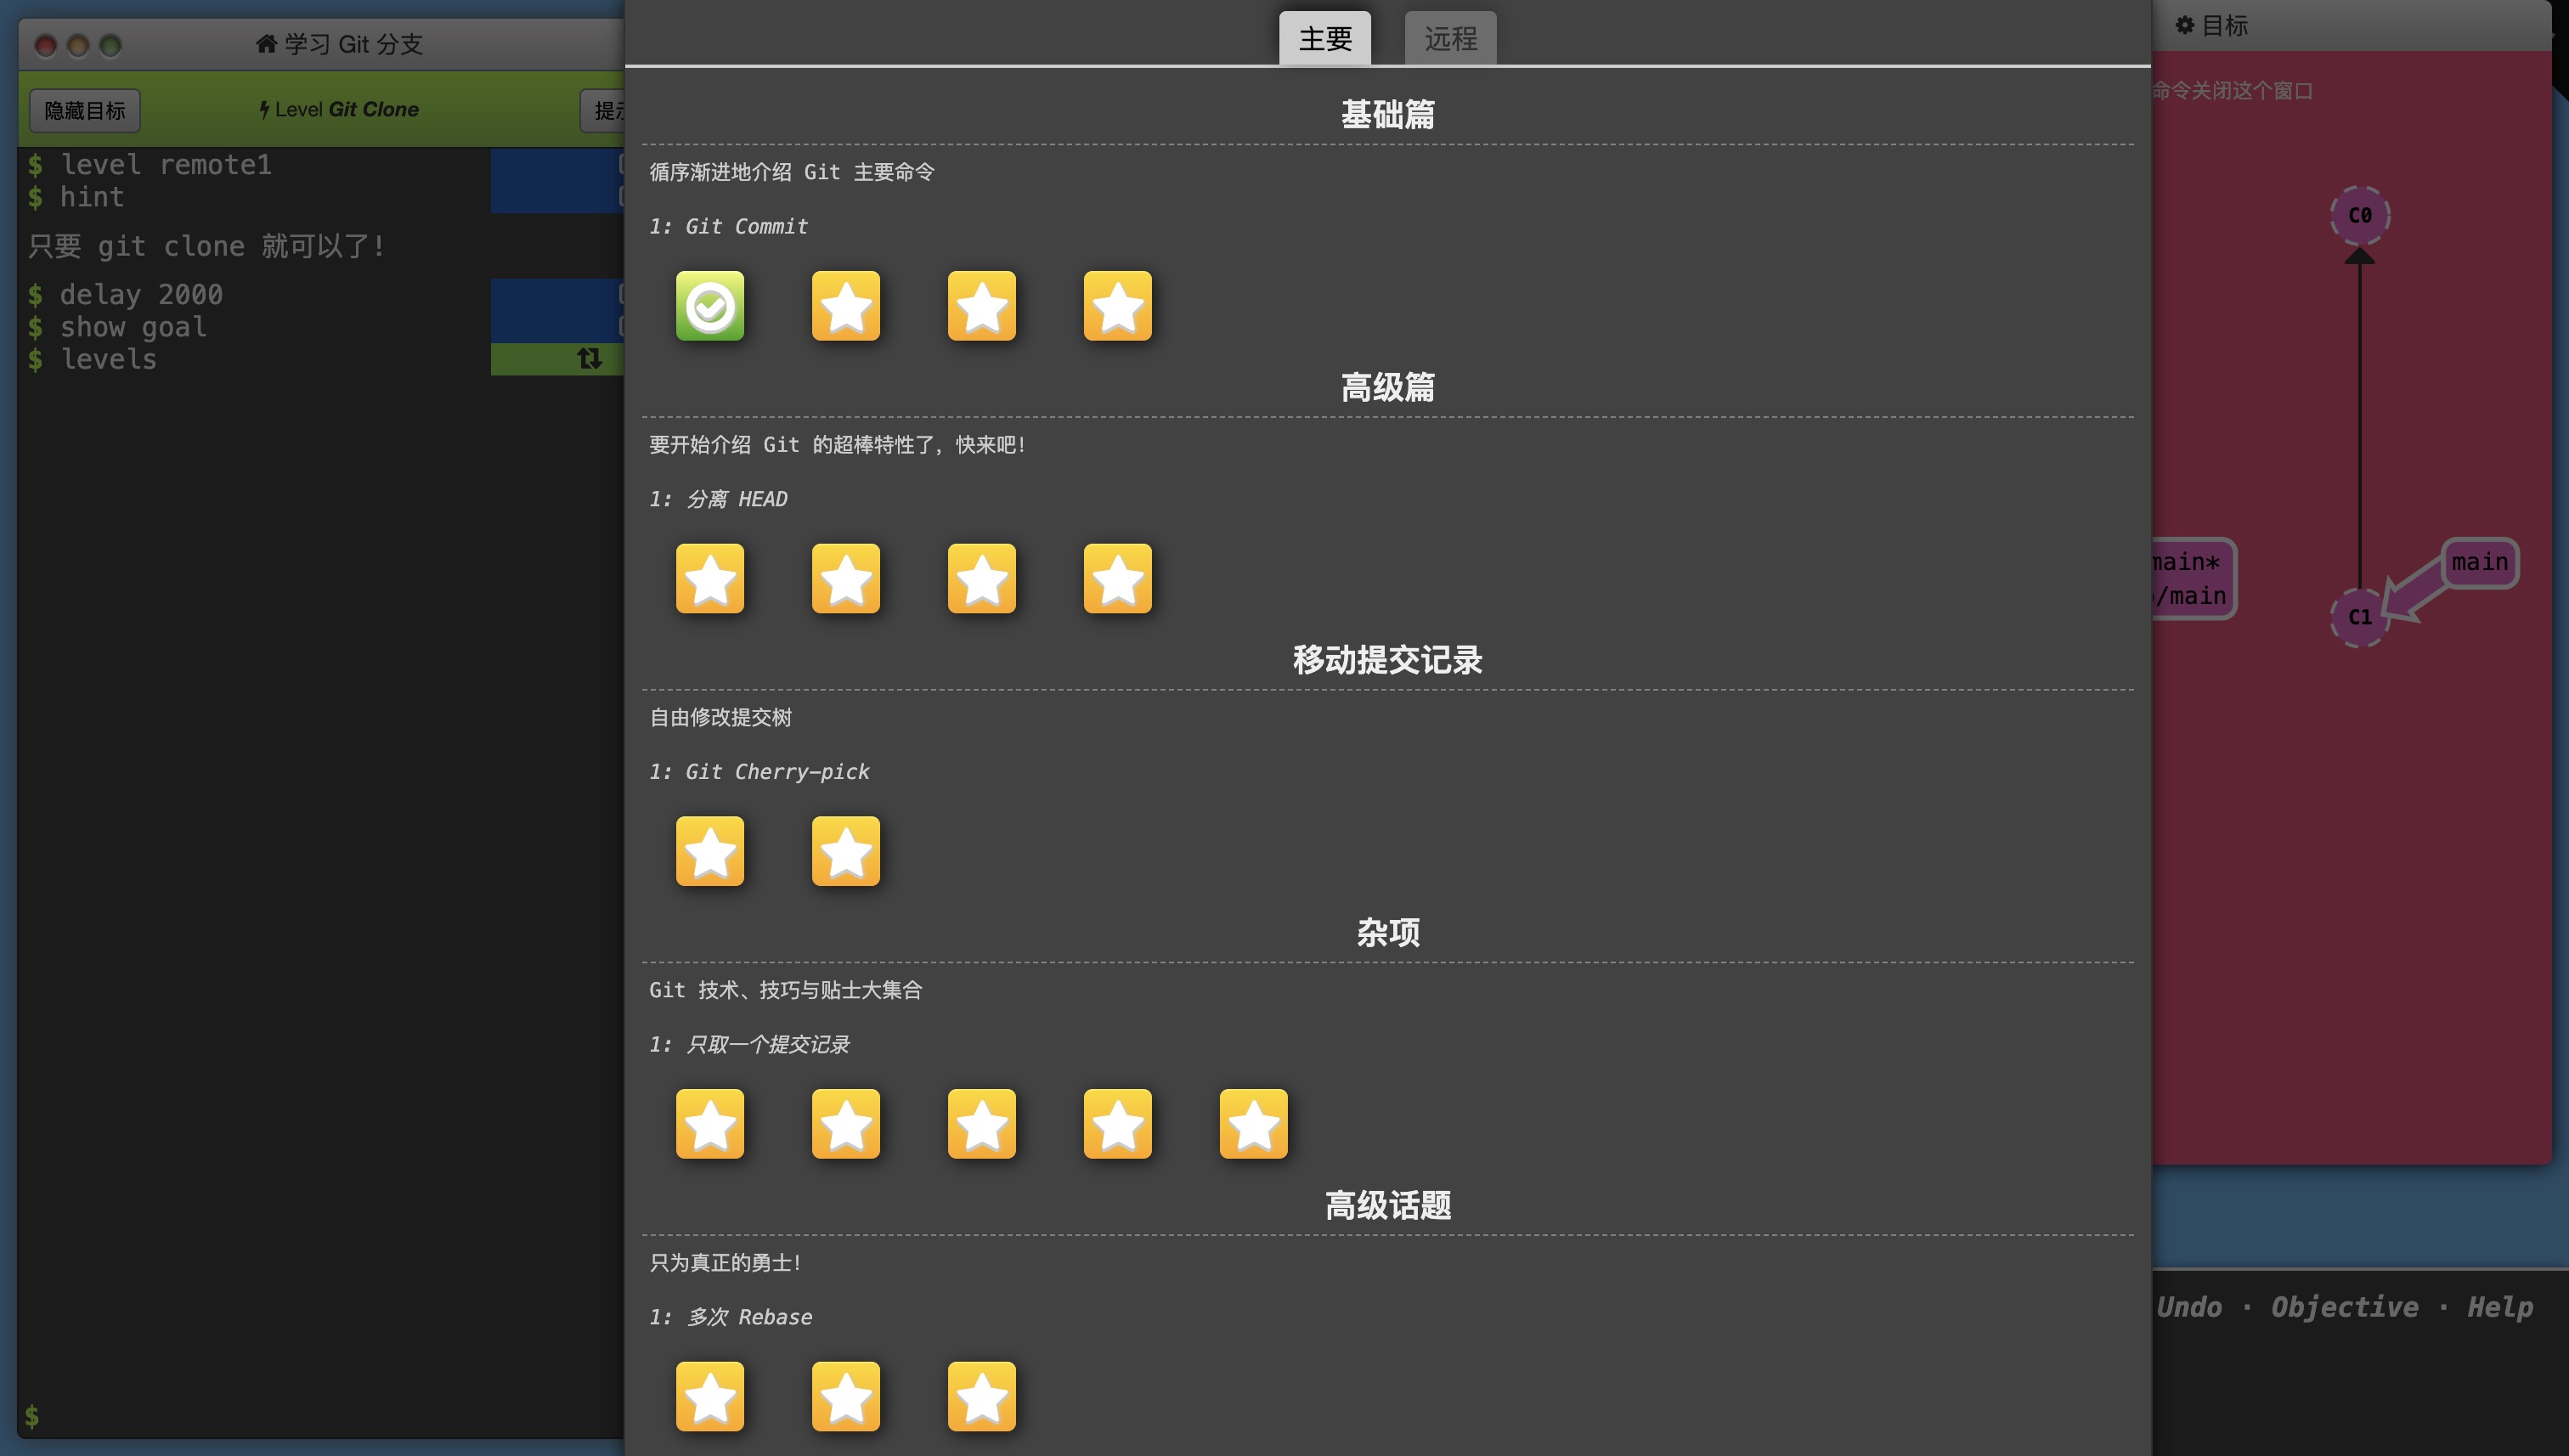 学习 Git 分支
隐藏目标
Level Git Clone
$ level remote1
$ hint
只要 git clone 就可以了!
$ delay 2000
$ show goal
$ levels
$
主要
远程
基础篇
循序渐进地介绍 Git 主要命令
1: Git Commit
高级篇
要开始介绍 Git 的超棒特性了，快来吧!
1: 分离 HEAD
移动提交记录
自由修改提交树
1: Git Cherry-pick
杂项
Git 技术、技巧与贴士大集合
1: 只取一个提交记录
高级话题
只为真正的勇士!
1: 多次 Rebase
目标
命令关闭这个窗口
C0
main*
/main
main
C1
Undo · Objective · Help